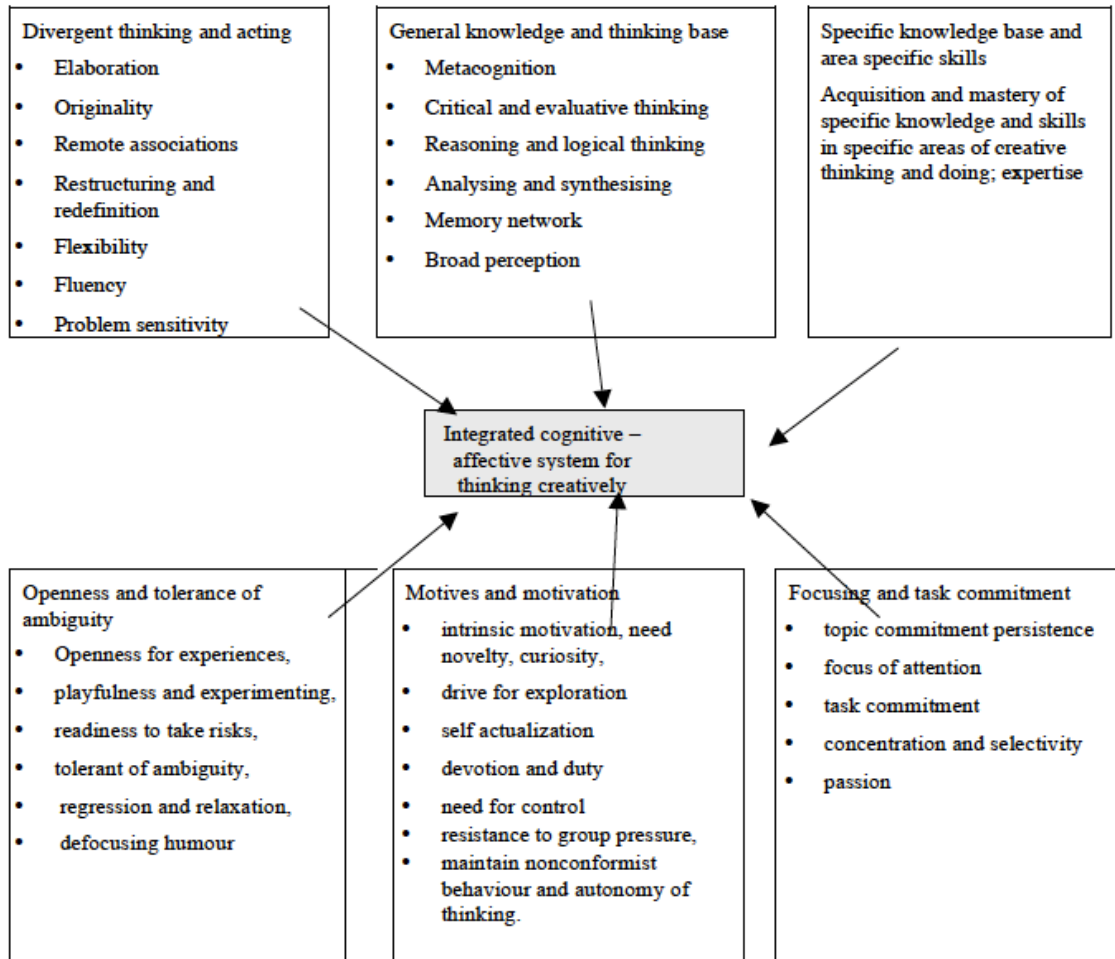 Divergent thinking and acting
• Elaboration
• Originality
• Remote associations
• Restructuring and
redefinition
• Flexibility
• Fluency
• Problem sensitivity
General knowledge and thinking base
• Metacognition
• Critical and evaluative thinking
• Reasoning and logical thinking
• Analysing and synthesising
• Memory network
• Broad perception
Specific knowledge base and
area specific skills
Acquisition and mastery of
specific knowledge and skills
in specific areas of creative
thinking and doing; expertise
Integrated cognitive –
affective system for
thinking creatively
Openness and tolerance of
ambiguity
• Openness for experiences,
• playfulness and experimenting,
• readiness to take risks,
• tolerant of ambiguity,
• regression and relaxation,
• defocusing humour
Motives and motivation
• intrinsic motivation, need
novelty, curiosity,
• drive for exploration
• self actualization
• devotion and duty
• need for control
• resistance to group pressure,
• maintain nonconformist
behaviour and autonomy of
thinking.
Focusing and task commitment
• topic commitment persistence
• focus of attention
• task commitment
• concentration and selectivity
• passion